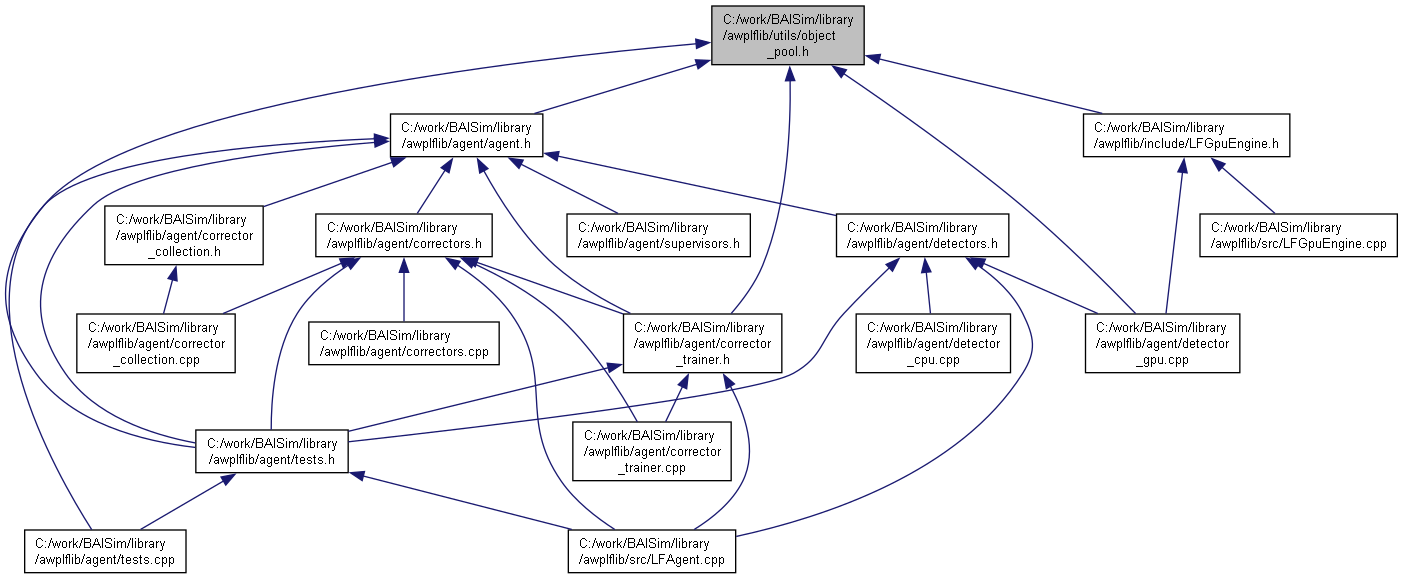 C:/work/BAISim/library
/awplflib/utils/object
_pool.h
C:/work/BAISim/library
/awplflib/agent/agent.h
C:/work/BAISim/library
/awplflib/include/LFGpuEngine.h
C:/work/BAISim/library
/awplflib/agent/corrector
_collection.h
C:/work/BAISim/library
/awplflib/agent/correctors.h
C:/work/BAISim/library
/awplflib/agent/supervisors.h
C:/work/BAISim/library
/awplflib/agent/detectors.h
C:/work/BAISim/library
/awplflib/src/LFGpuEngine.cpp
C:/work/BAISim/library
/awplflib/agent/corrector
_collection.cpp
C:/work/BAISim/library
/awplflib/agent/correctors.cpp
C:/work/BAISim/library
/awplflib/agent/corrector
_trainer.h
C:/work/BAISim/library
/awplflib/agent/detector
_cpu.cpp
C:/work/BAISim/library
/awplflib/agent/detector
_gpu.cpp
C:/work/BAISim/library
/awplflib/agent/tests.h
C:/work/BAISim/library
/awplflib/agent/corrector
_trainer.cpp
C:/work/BAISim/library
/awplflib/agent/tests.cpp
C:/work/BAISim/library
/awplflib/src/LFAgent.cpp